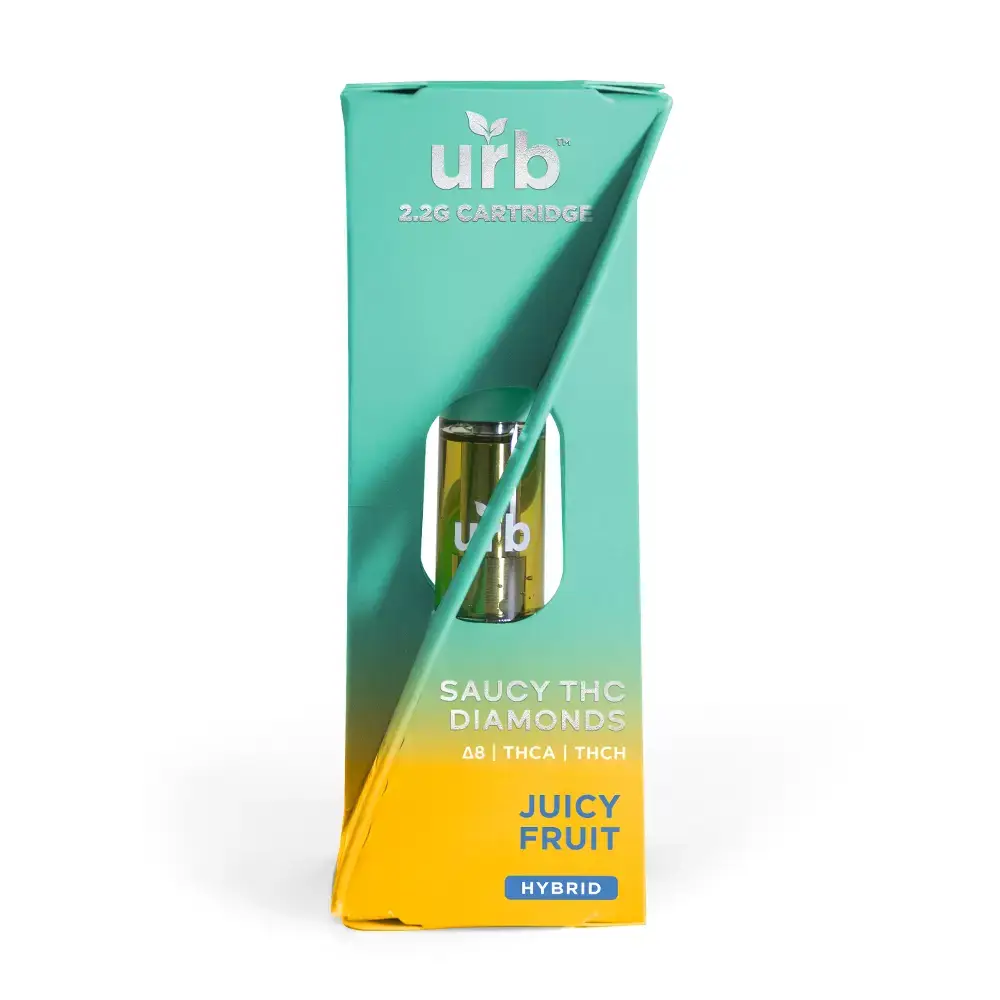 urb™
2.2G CARTRIDGE
urb
SAUCY THC
DIAMONDS
Δ8 | THCA | THCH
JUICY
FRUIT
HYBRID